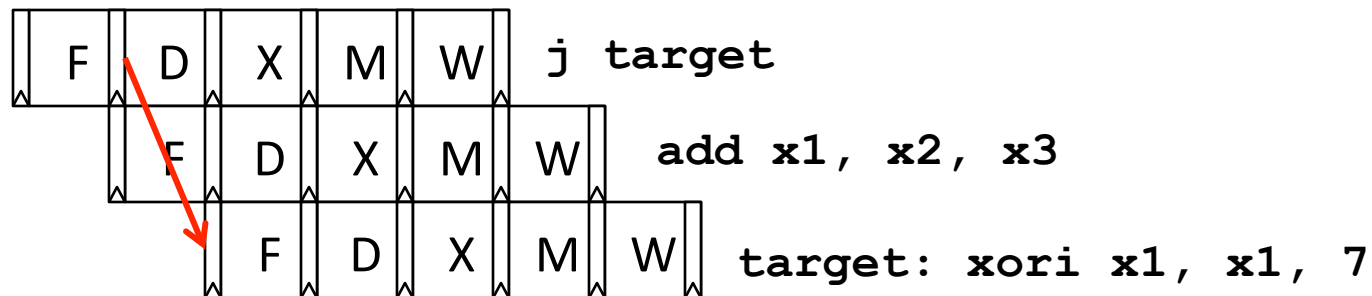 F D X M W j target
F D X M W add x1, x2, x3
F D X M W target: xori x1, x1, 7